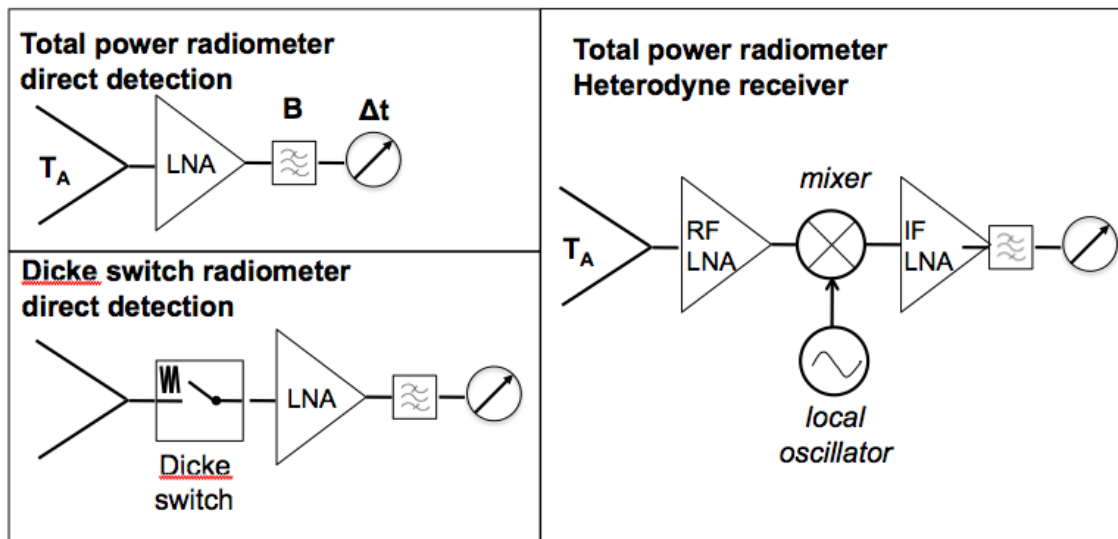 Total power radiometer
direct detection
B
Δt
T_A
LNA
Dicke switch radiometer
direct detection
LNA
Dicke
switch
Total power radiometer
Heterodyne receiver
mixer
T_A
RF
LNA
IF
LNA
local
oscillator